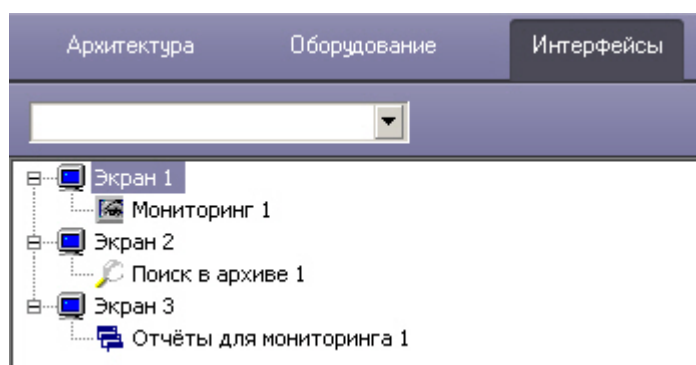 Архитектура Оборудование Интерфейсы
Экран 1
Мониторинг 1
Экран 2
Поиск в архиве 1
Экран 3
Отчёты для мониторинга 1